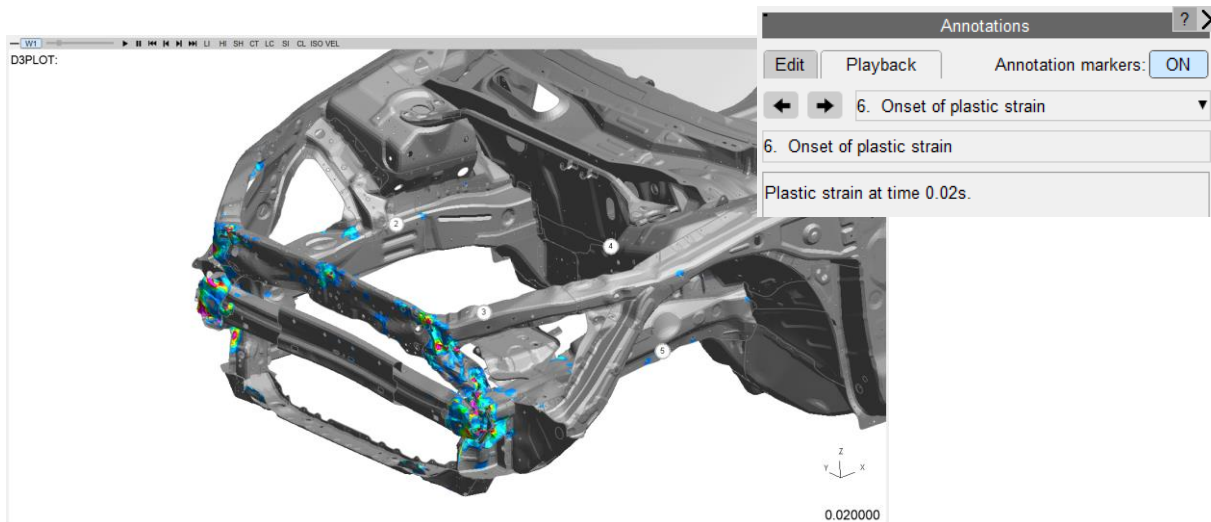 Annotations ?
Edit Playback Annotation markers: ON
6. Onset of plastic strain
6. Onset of plastic strain
Plastic strain at time 0.02s.
W1 LI HI SH CT LC SI CL ISO VEL
D3PLOT:
2
4
3
5
Z
Y X
0.020000